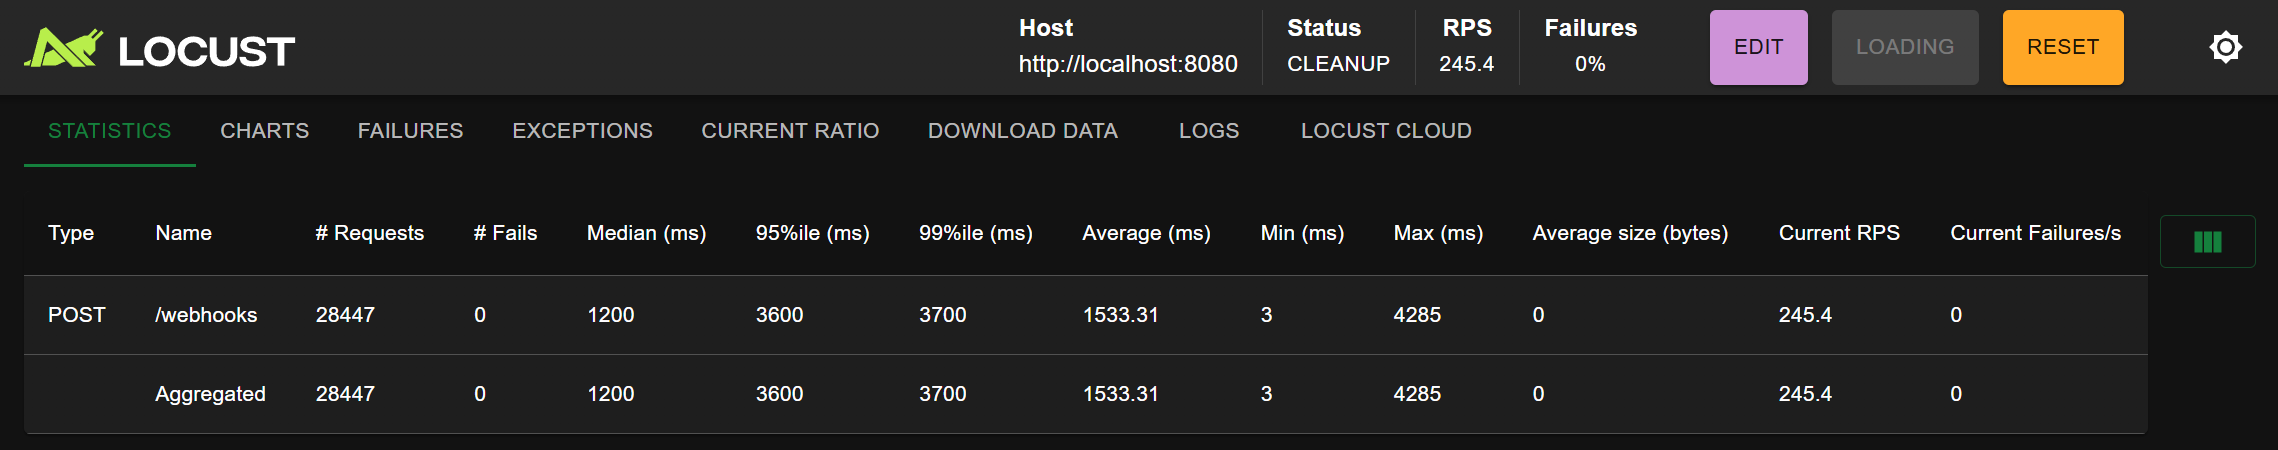 LOCUST
Host Status RPS Failures
http://localhost:8080 CLEANUP 245.4 0%
EDIT LOADING RESET
STATISTICS CHARTS FAILURES EXCEPTIONS CURRENT RATIO DOWNLOAD DATA LOGS LOCUST CLOUD
Type Name # Requests # Fails Median (ms) 95%ile (ms) 99%ile (ms) Average (ms) Min (ms) Max (ms) Average size (bytes) Current RPS Current Failures/s
POST /webhooks 28447 0 1200 3600 3700 1533.31 3 4285 0 245.4 0
Aggregated 28447 0 1200 3600 3700 1533.31 3 4285 0 245.4 0